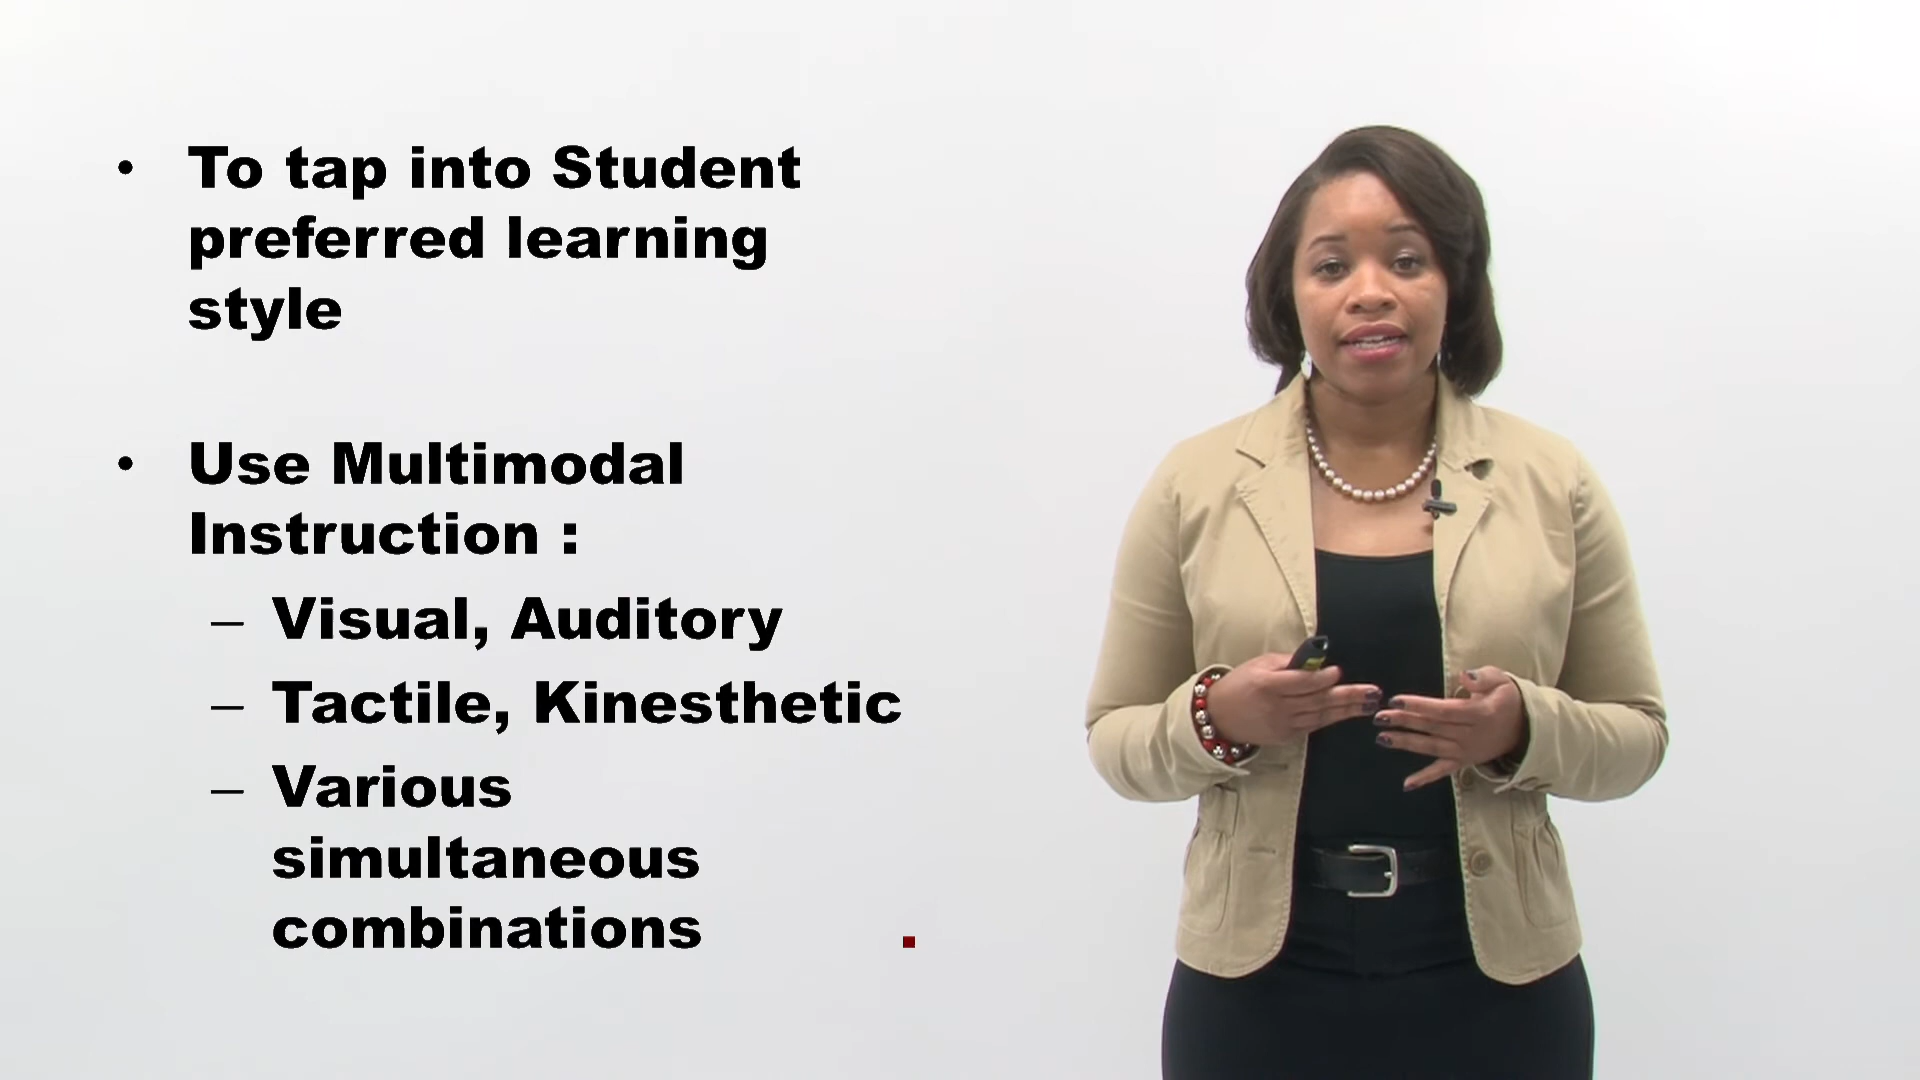 • To tap into Student
preferred learning
style
• Use Multimodal
Instruction :
– Visual, Auditory
– Tactile, Kinesthetic
– Various
simultaneous
combinations .